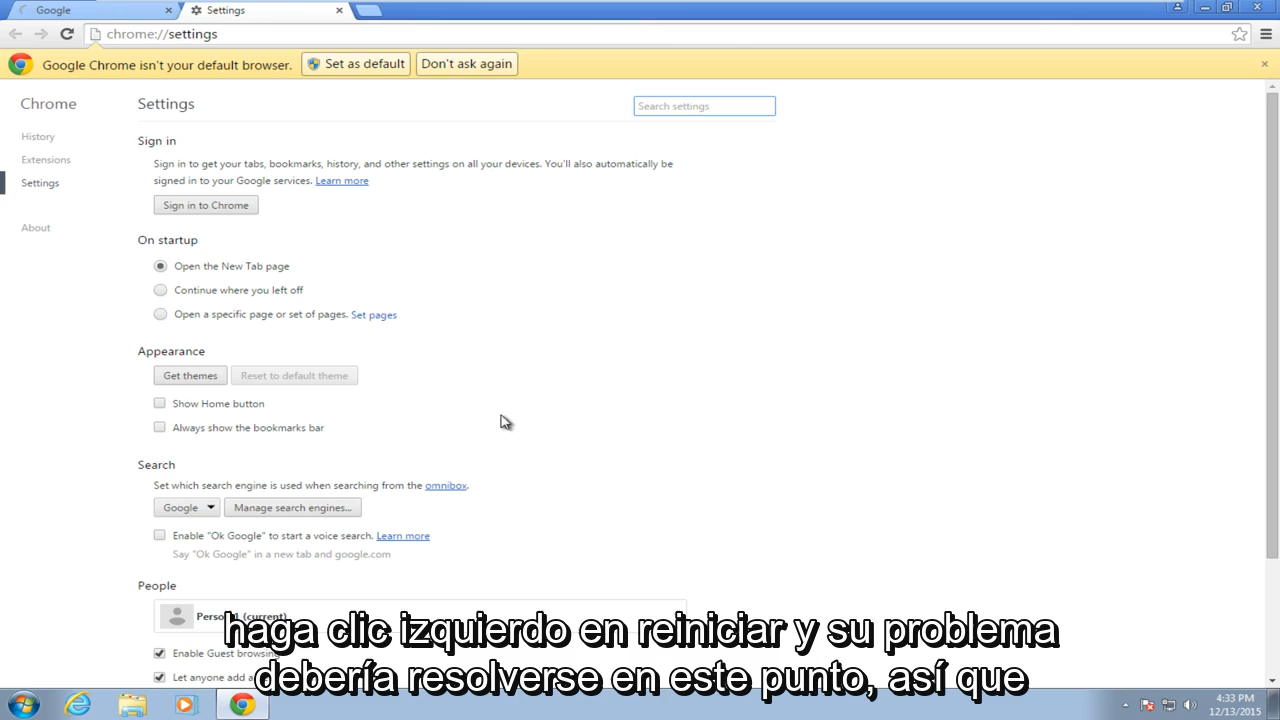 Google
Settings
chrome://settings
Google Chrome isn't your default browser.
Set as default
Don't ask again
Chrome
Settings
Search settings
History
Extensions
Settings
About
Sign in
Sign in to get your tabs, bookmarks, history, and other settings on all your devices. You'll also automatically be
signed in to your Google services. Learn more
Sign in to Chrome
On startup
Open the New Tab page
Continue where you left off
Open a specific page or set of pages. Set pages
Appearance
Get themes
Reset to default theme
Show Home button
Always show the bookmarks bar
Search
Set which search engine is used when searching from the omnibox.
Google
Manage search engines...
Enable "Ok Google" to start a voice search. Learn more
Say "Ok Google" in a new tab and google.com
People
(current)
Enable Guest browsing
Let anyone add a
haga clic izquierdo en reiniciar y su problema
debería resolverse en este punto, así que
4:33 PM
12/13/2015